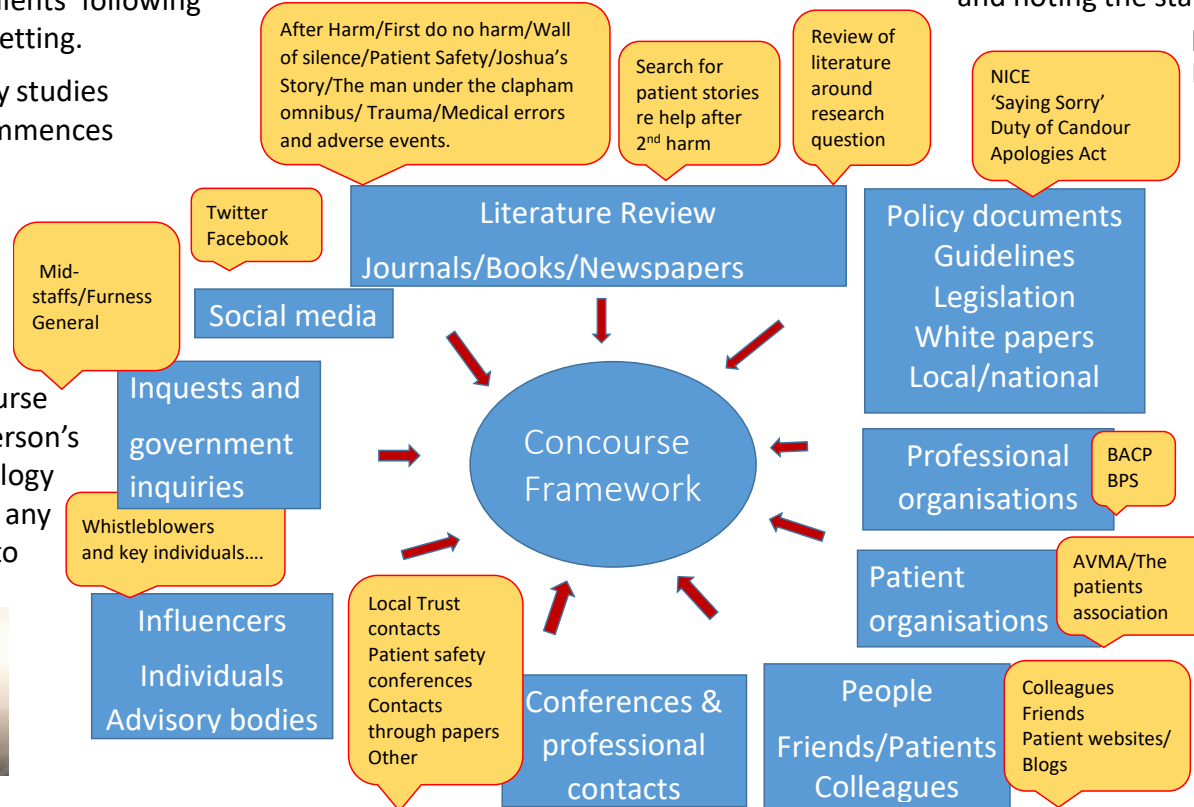 ients' following
etting.
y studies
mmences
and noting the sta
After Harm/First do no harm/Wall
of silence/Patient Safety/Joshua's
Story/The man under the clapham
omnibus/ Trauma/Medical errors
and adverse events.
Search for
patient stories
re help after
2nd harm
Review of
literature
around
research
question
NICE
'Saying Sorry'
Duty of Candour
Apologies Act
Twitter
Facebook
Literature Review
Journals/Books/Newspapers
Policy documents
Guidelines
Legislation
White papers
Local/national
Mid-
staffs/Furness
General
Social media
Inquests and
government
inquiries
urse
erson's
logy
any
to
Concourse
Framework
Professional
organisations
BACP
BPS
Whistleblowers
and key individuals....
Patient
organisations
AVMA/The
patients
association
Influencers
Individuals
Advisory bodies
Local Trust
contacts
Patient safety
conferences
Contacts
through papers
Other
Conferences &
professional
contacts
People
Friends/Patients
Colleagues
Colleagues
Friends
Patient websites/
Blogs